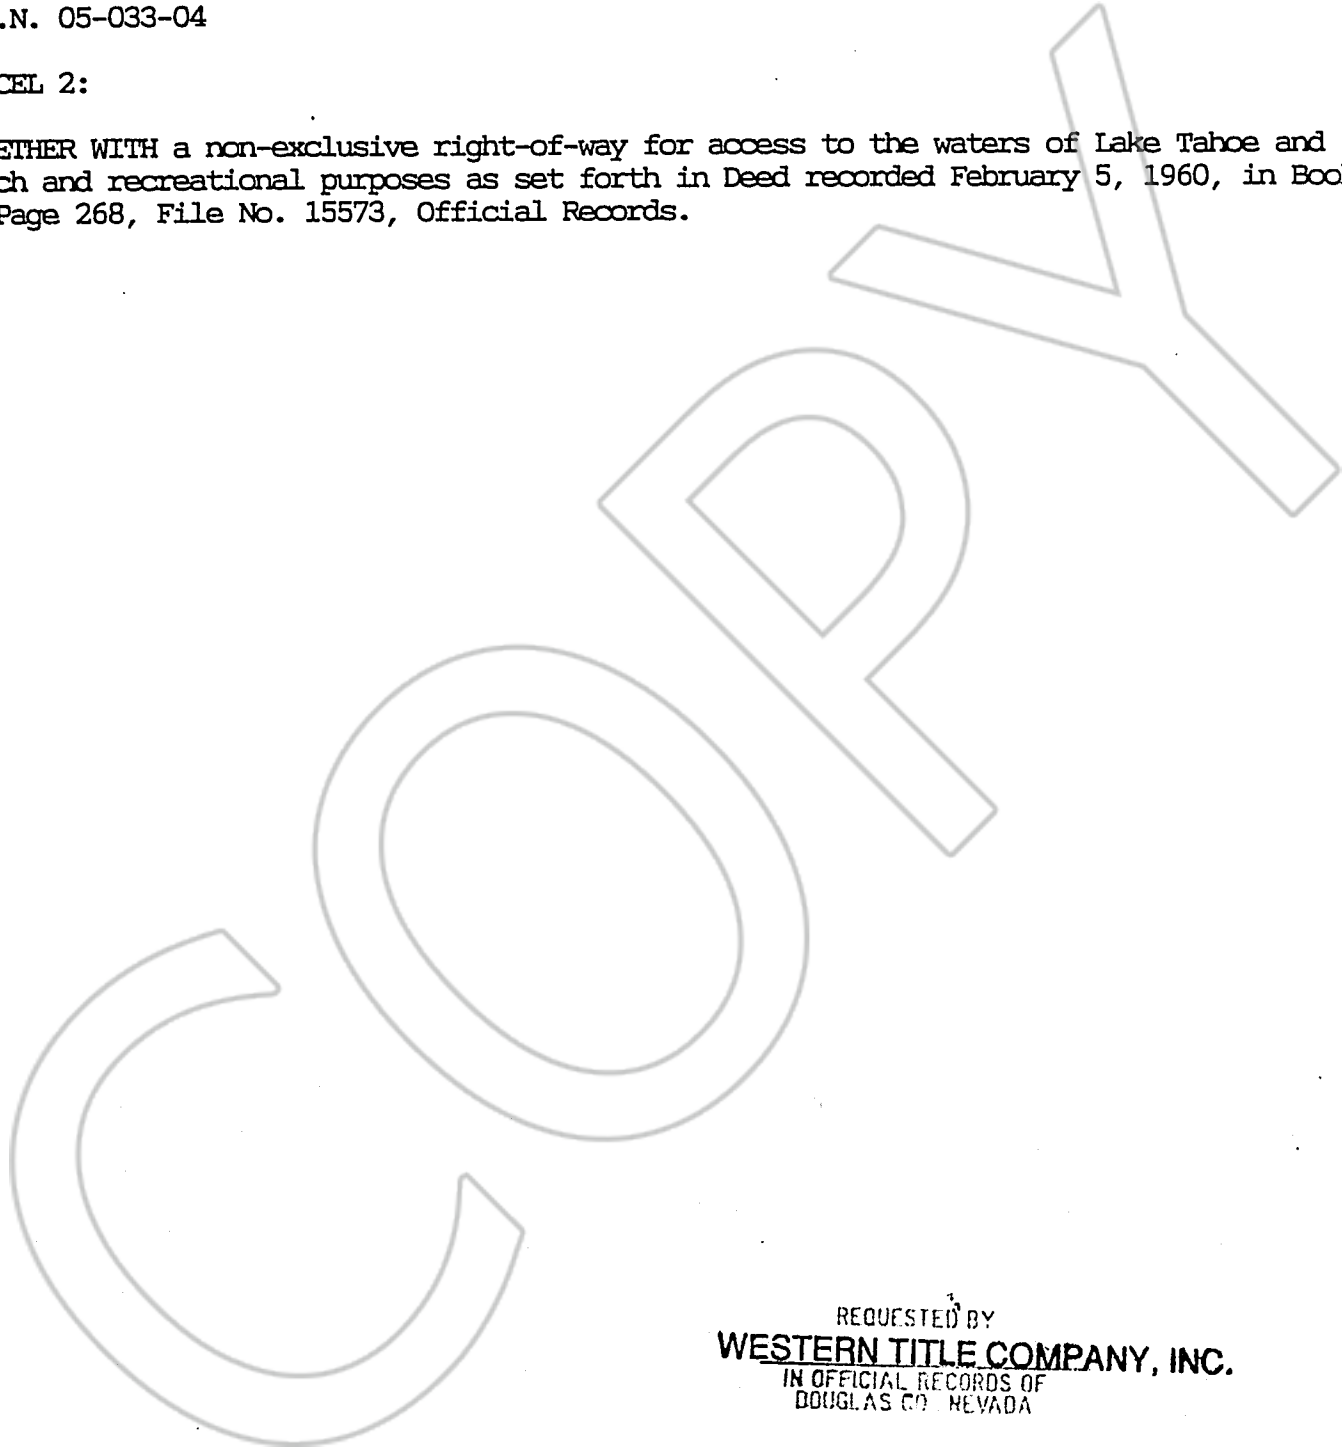 .N. 05-033-04
CEL 2:
ETHER WITH a non-exclusive right-of-way for access to the waters of Lake Tahoe and
ch and recreational purposes as set forth in Deed recorded February 5, 1960, in Boo
Page 268, File No. 15573, Official Records.
COPY
REQUESTED BY
WESTERN TITLE COMPANY, INC.
IN OFFICIAL RECORDS OF
DOUGLAS CO. NEVADA